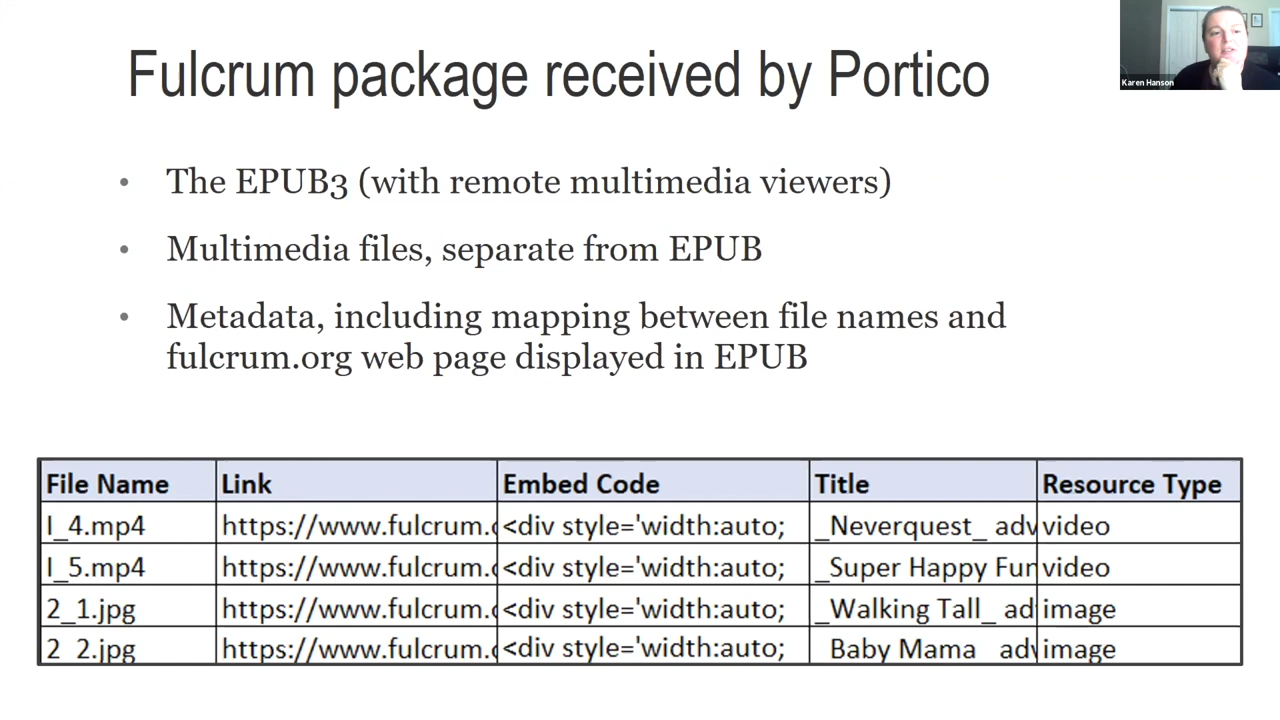 Fulcrum package received by Portico
Karen Hanson
• The EPUB3 (with remote multimedia viewers)
• Multimedia files, separate from EPUB
• Metadata, including mapping between file names and
fulcrum.org web page displayed in EPUB
File Name Link Embed Code Title Resource Type
I_4.mp4 https://www.fulcrum. <div style='width:auto; _Neverquest_ adv video
I_5.mp4 https://www.fulcrum. <div style='width:auto; _Super Happy Fun video
2_1.jpg https://www.fulcrum. <div style='width:auto; _Walking Tall_ ad image
2_2.jpg https://www.fulcrum. <div style='width:auto; _Baby Mama_ adv image